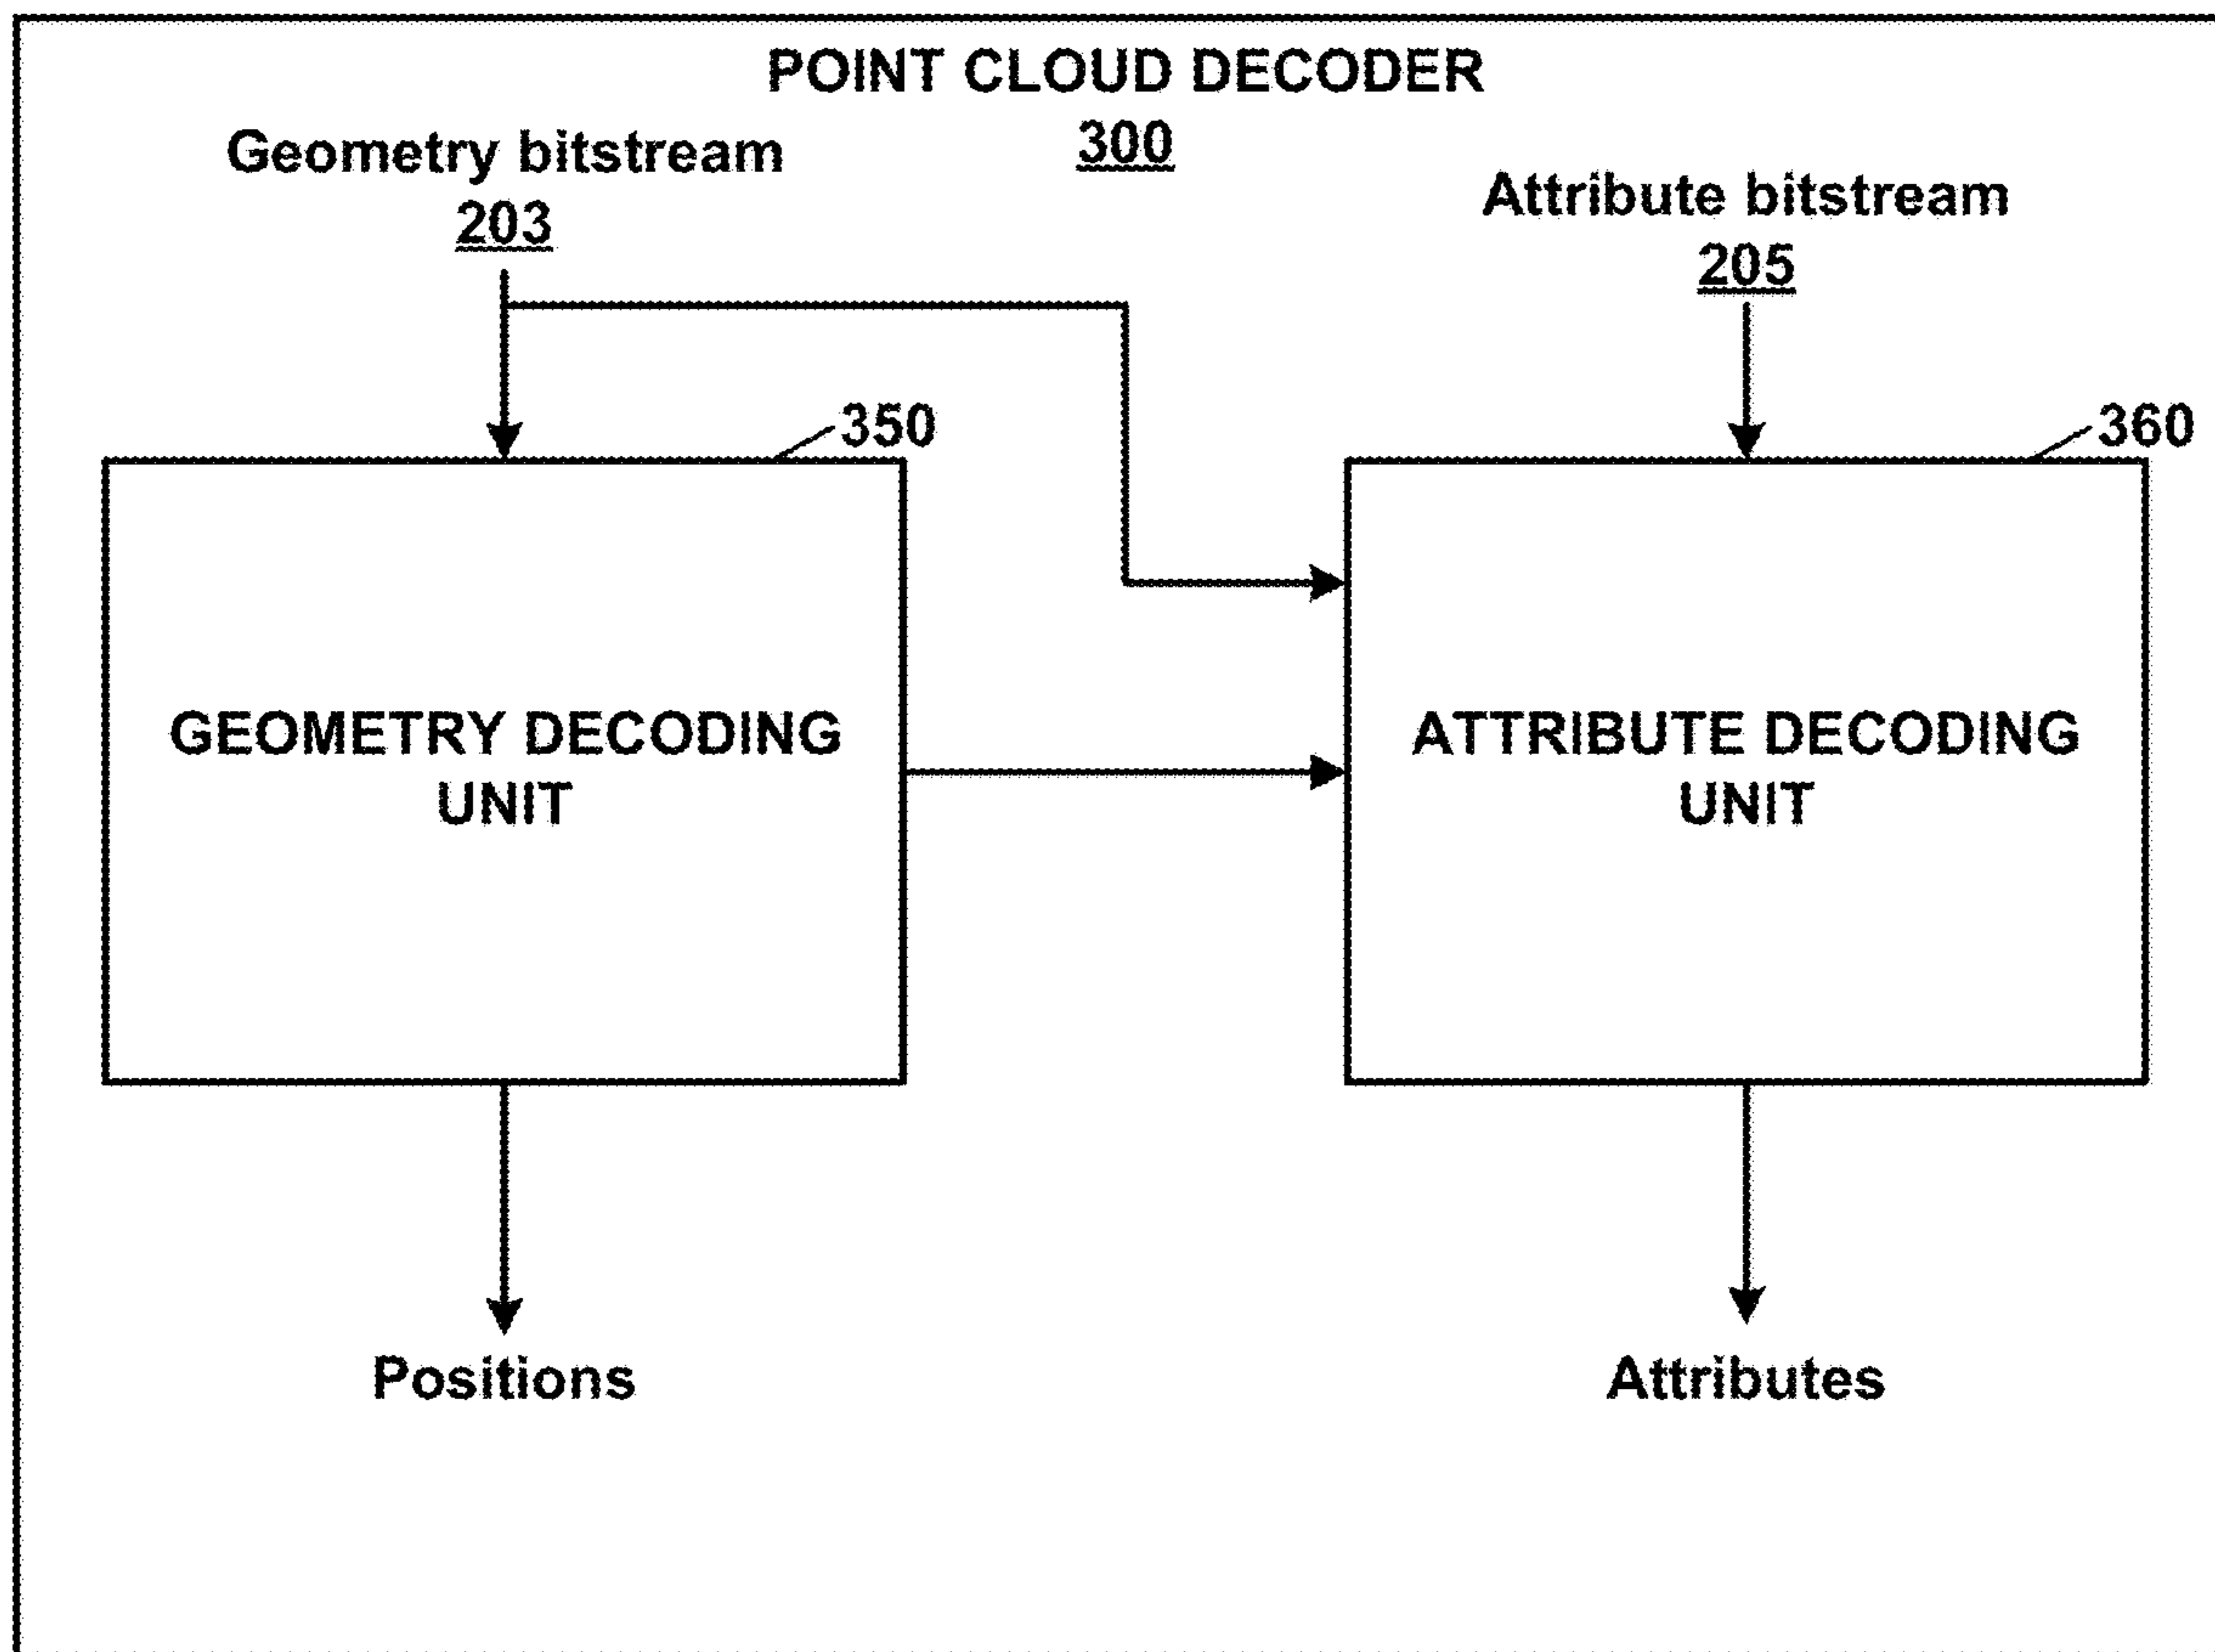 POINT CLOUD DECODER
300
Geometry bitstream
203
Attribute bitstream
205
350
360
GEOMETRY DECODING
UNIT
ATTRIBUTE DECODING
UNIT
Positions
Attributes